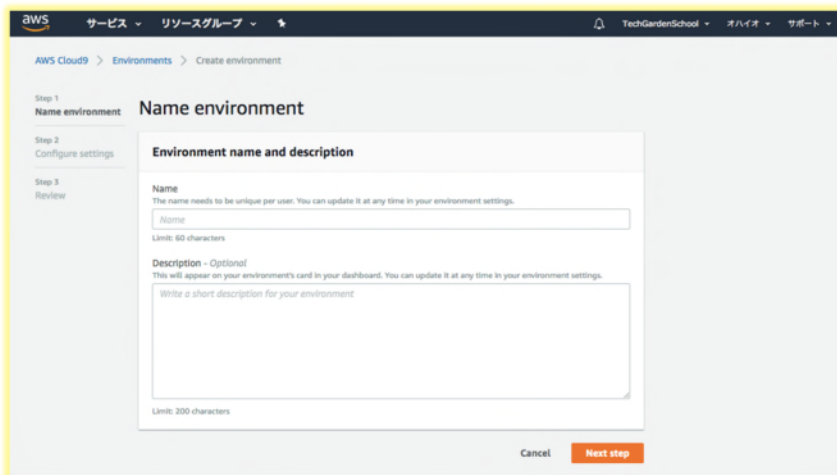 aws サービス リソースグループ TechGardenSchool オハイオ サポート
AWS Cloud9 > Environments > Create environment
Step 1
Name environment
Step 2
Configure settings
Step 3
Review
Name environment
Environment name and description
Name
The name needs to be unique per user. You can update it at any time in your environment settings.
Name
Limit: 60 characters
Description - Optional
This will appear on your environment's card in your dashboard. You can update it at any time in your environment settings.
Write a short description for your environment
Limit: 200 characters
Cancel Next step